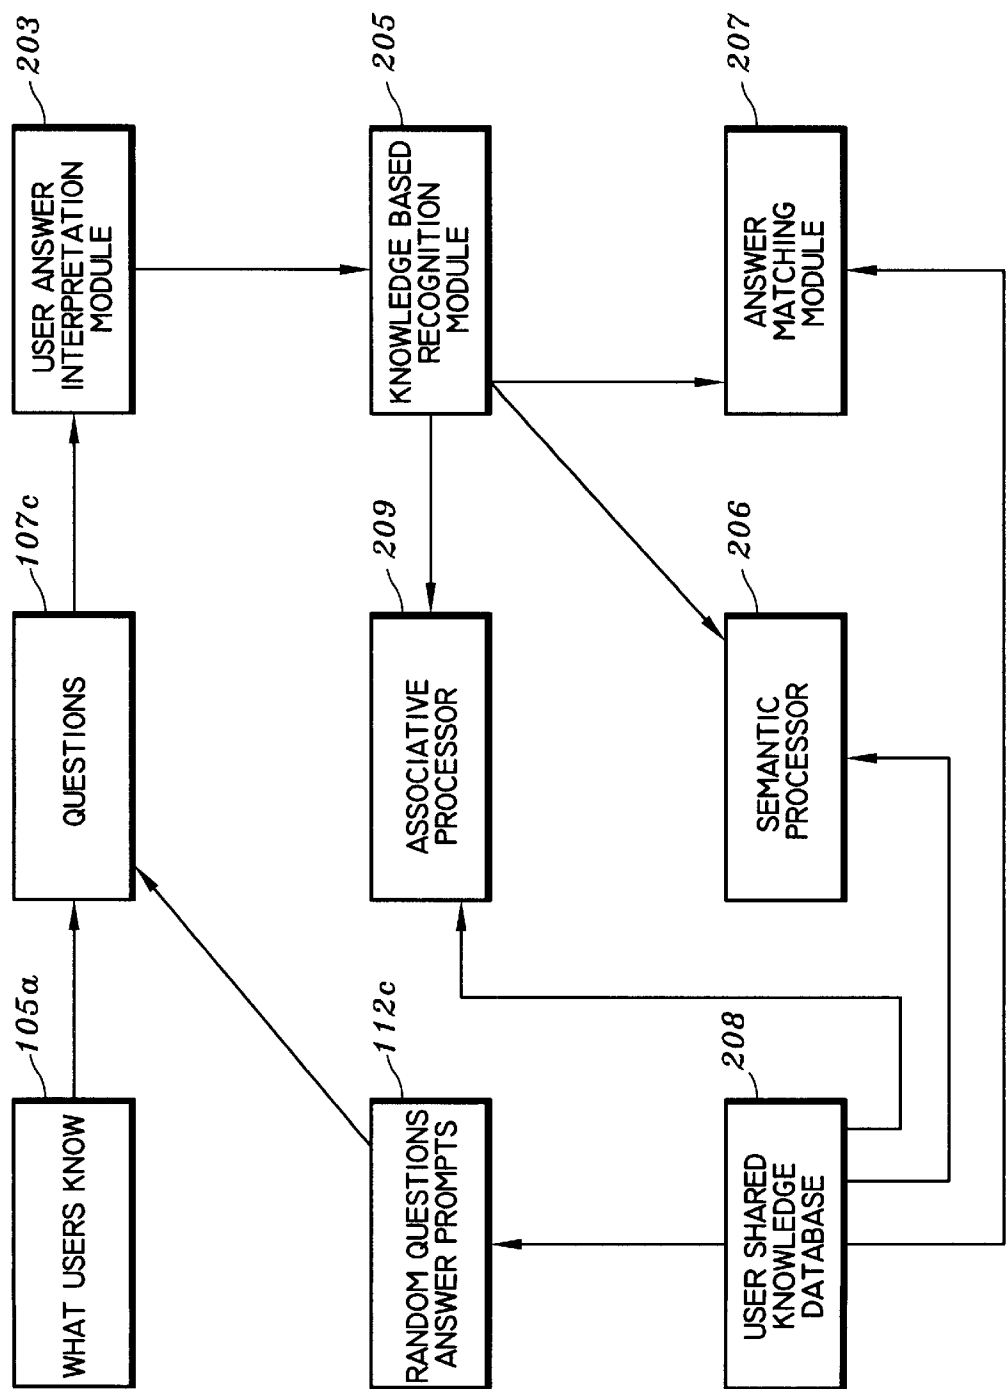 105a
WHAT USERS KNOW
107c
QUESTIONS
203
USER ANSWER
INTERPRETATION
MODULE
112c
RANDOM QUESTIONS
ANSWER PROMPTS
209
ASSOCIATIVE
PROCESSOR
205
KNOWLEDGE BASED
RECOGNITION
MODULE
208
USER SHARED
KNOWLEDGE
DATABASE
206
SEMANTIC
PROCESSOR
207
ANSWER
MATCHING
MODULE